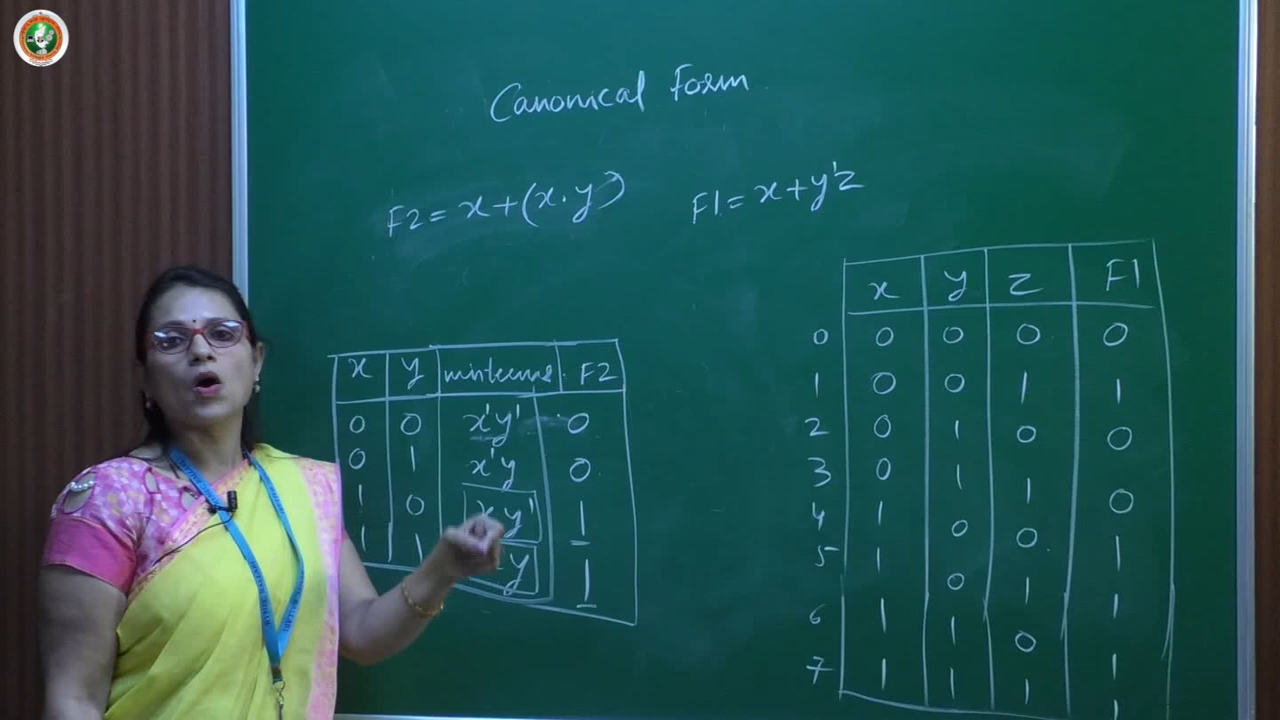 Canonical Form
F2 = x+(x.y) F1 = x+y'z
x y minterms F2
0 0 x'y' 0
0 1 x'y 0
1 0 xy' 1
1 1 y 1
x y z F1
0 0 0 0 0
1 0 0 1 1
2 0 1 0 0
3 0 1 1 0
4 1 0 0 1
5 1 0 1 1
6 1 1 0 1
7 1 1 1 1